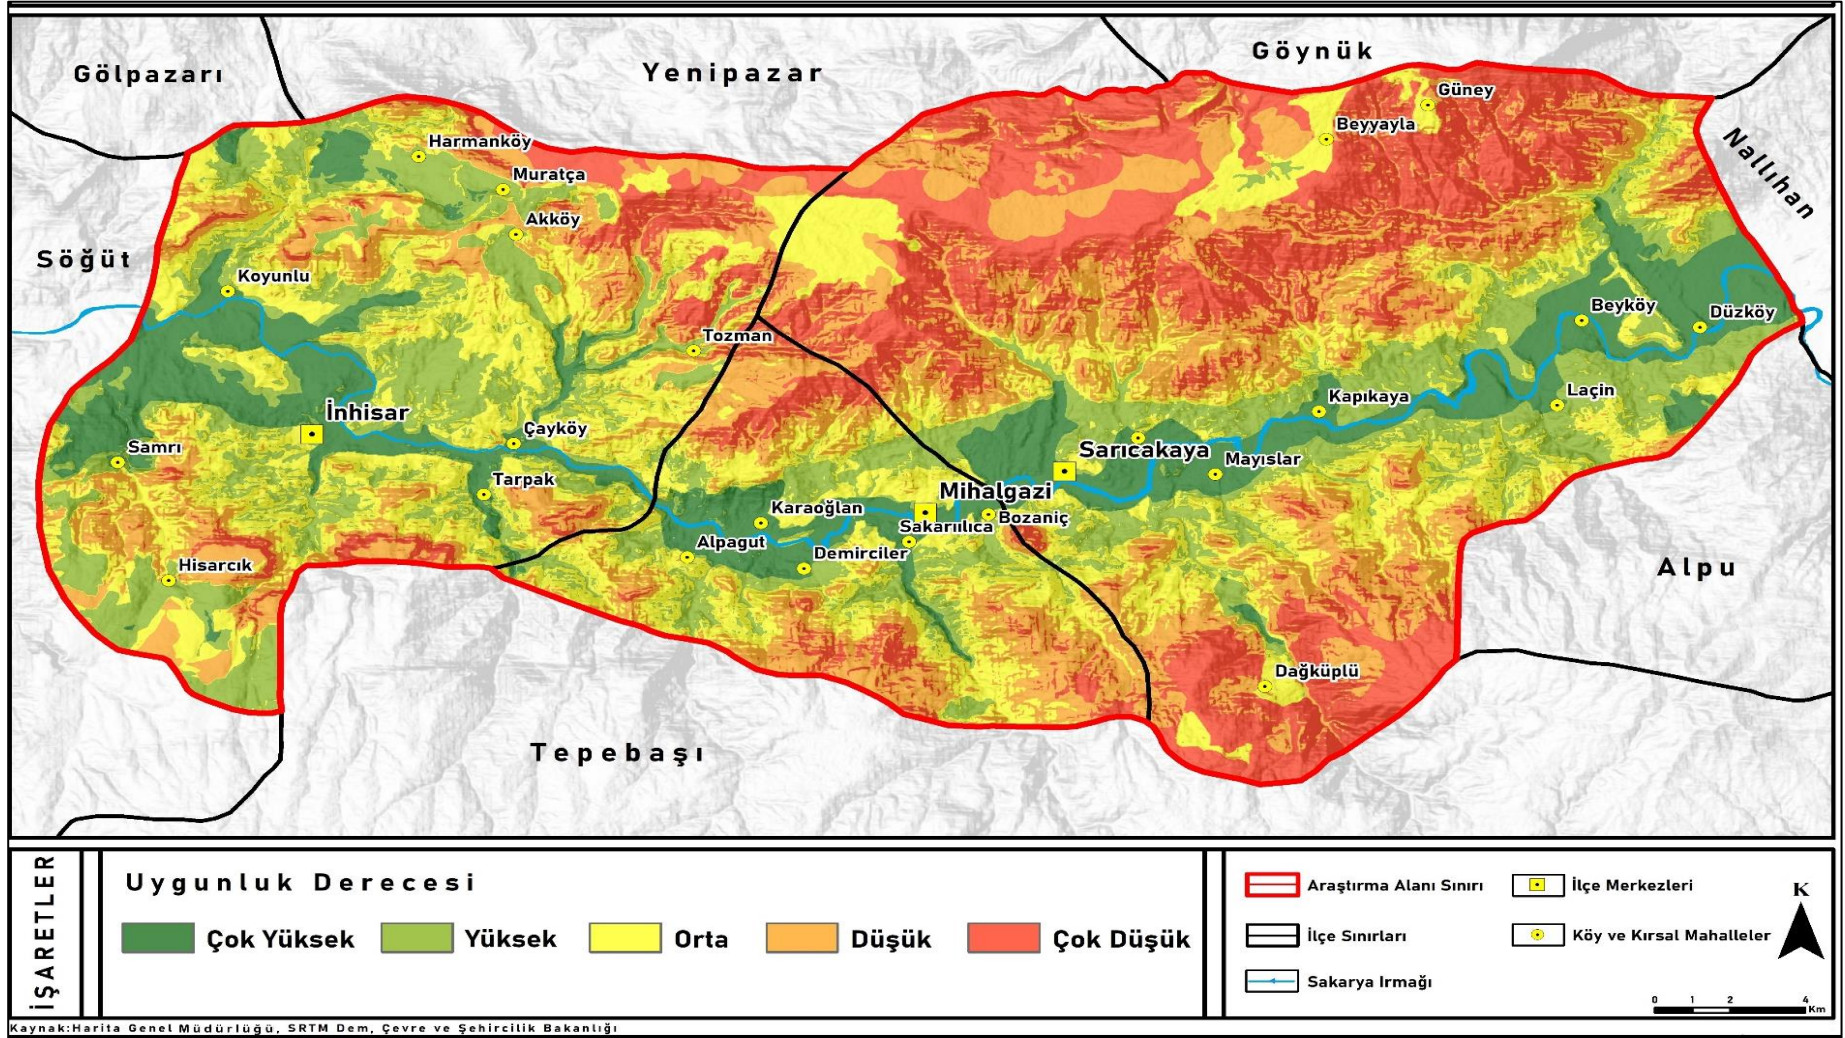 Göynük
Gölpazarı
Yenipazar
Güney
Beyyayla
Harmanköy
Nallıhan
Muratça
Akköy
Söğüt
Koyunlu
Beyköy
Düzköy
Tozman
Kapıkaya
Laçin
İnhisar
Çayköy
Samrı
Sarıcakaya
Mayıslar
Tarpak
Mihalgazi
Karaoğlan
Bozaniç
Sakarıılıca
Alpagut
Demirciler
Hisarcık
Alpu
Dağküplü
Tepebaşı
İŞARETLER
Uygunluk Derecesi
Çok Yüksek
Yüksek
Orta
Düşük
Çok Düşük
Araştırma Alanı Sınırı
İlçe Merkezleri
K
İlçe Sınırları
Köy ve Kırsal Mahalleler
Sakarya Irmağı
0 1 2 4
Km
Kaynak:Harita Genel Müdürlüğü, SRTM Dem, Çevre ve Şehircilik Bakanlığı